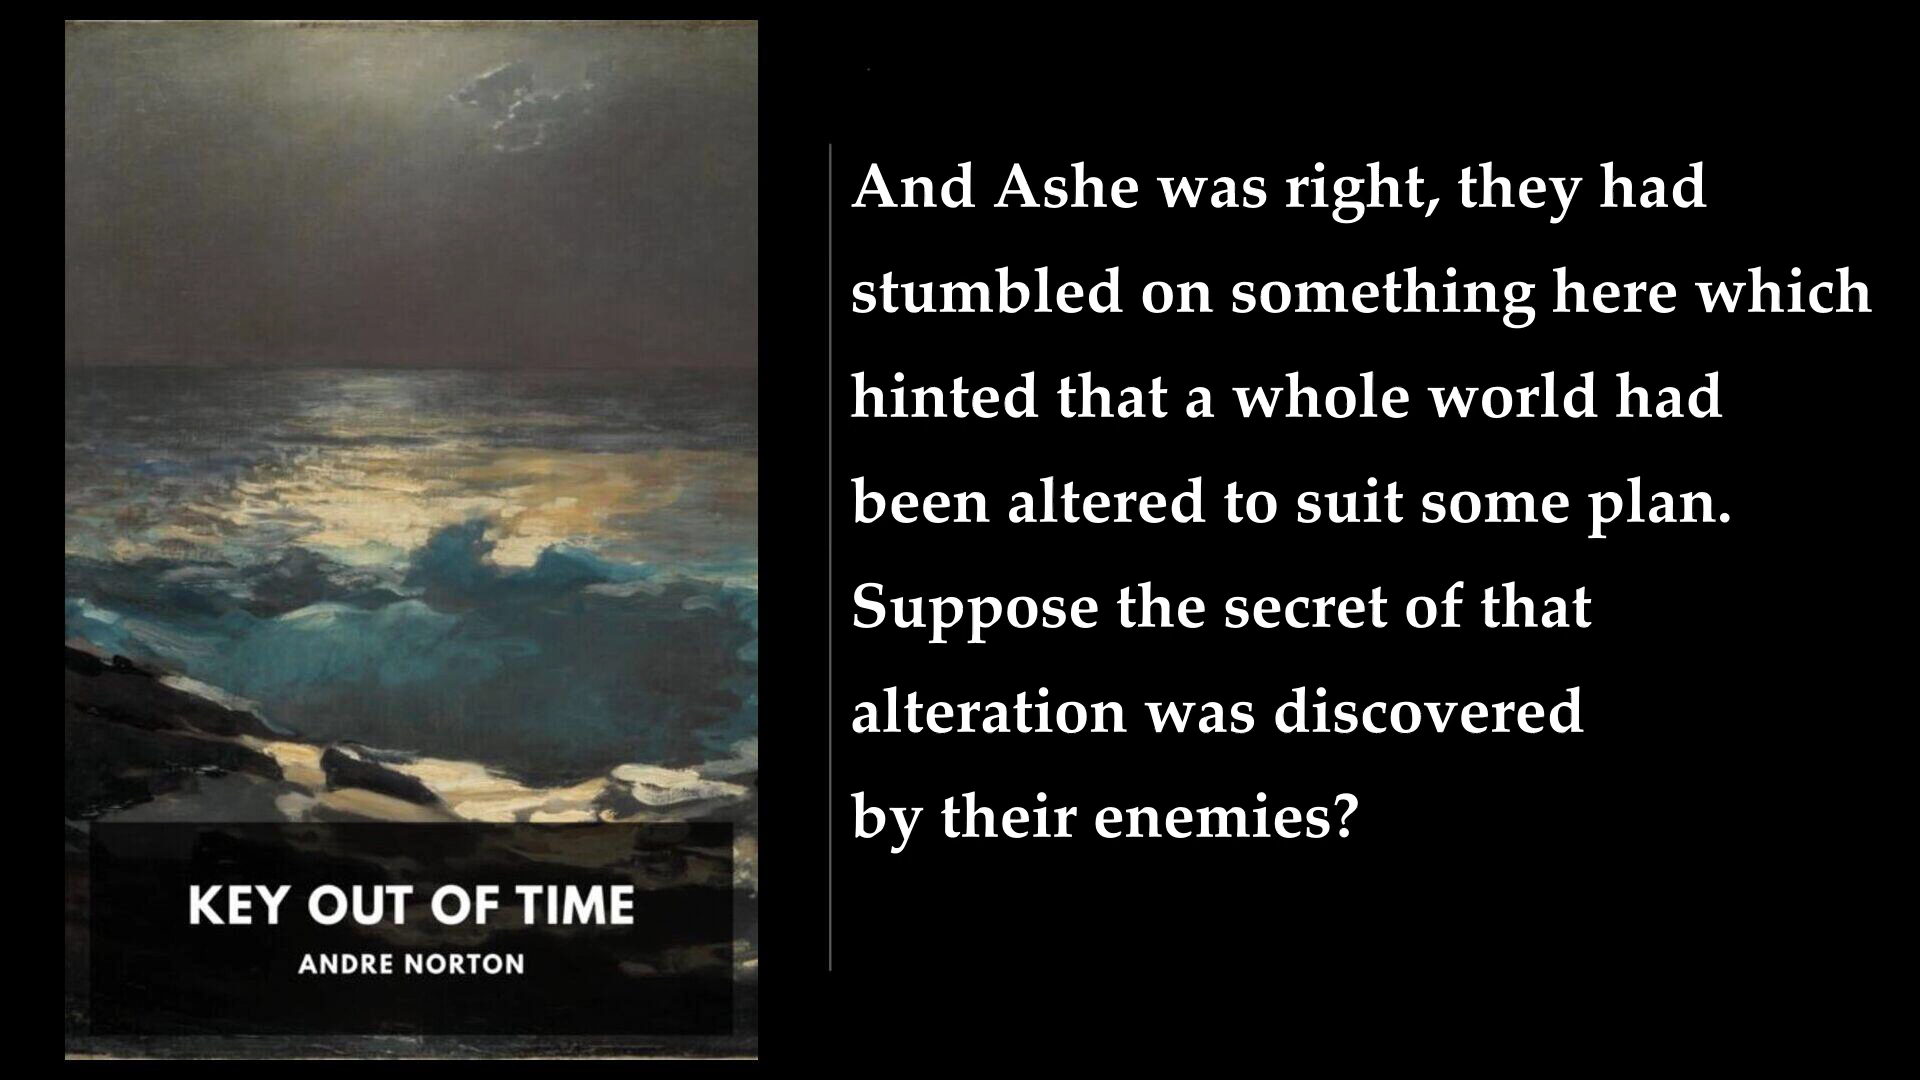 KEY OUT OF TIME
ANDRE NORTON
And Ashe was right, they had
stumbled on something here which
hinted that a whole world had
been altered to suit some plan.
Suppose the secret of that
alteration was discovered
by their enemies?